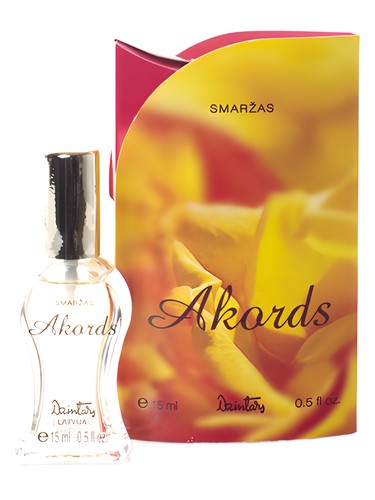 SMARŽAS
Akords
℮ 15 ml Dzintars 0.5 fl oz.
SMARŽAS
Akords
Dzintars
LATVIJA
℮ 15 ml 0.5 fl.oz.